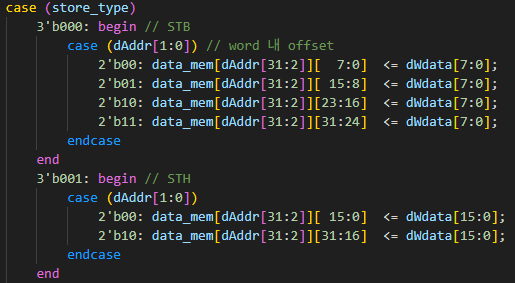 case (store_type)
    3'b000: begin // STB
        case (dAddr[1:0]) // word 내 offset
            2'b00: data_mem[dAddr[31:2]][  7:0]  <= dWdata[7:0];
            2'b01: data_mem[dAddr[31:2]][ 15:8]  <= dWdata[7:0];
            2'b10: data_mem[dAddr[31:2]][23:16]  <= dWdata[7:0];
            2'b11: data_mem[dAddr[31:2]][31:24]  <= dWdata[7:0];
        endcase
    end
    3'b001: begin // STH
        case (dAddr[1:0])
            2'b00: data_mem[dAddr[31:2]][ 15:0]  <= dWdata[15:0];
            2'b10: data_mem[dAddr[31:2]][31:16]  <= dWdata[15:0];
        endcase
    end